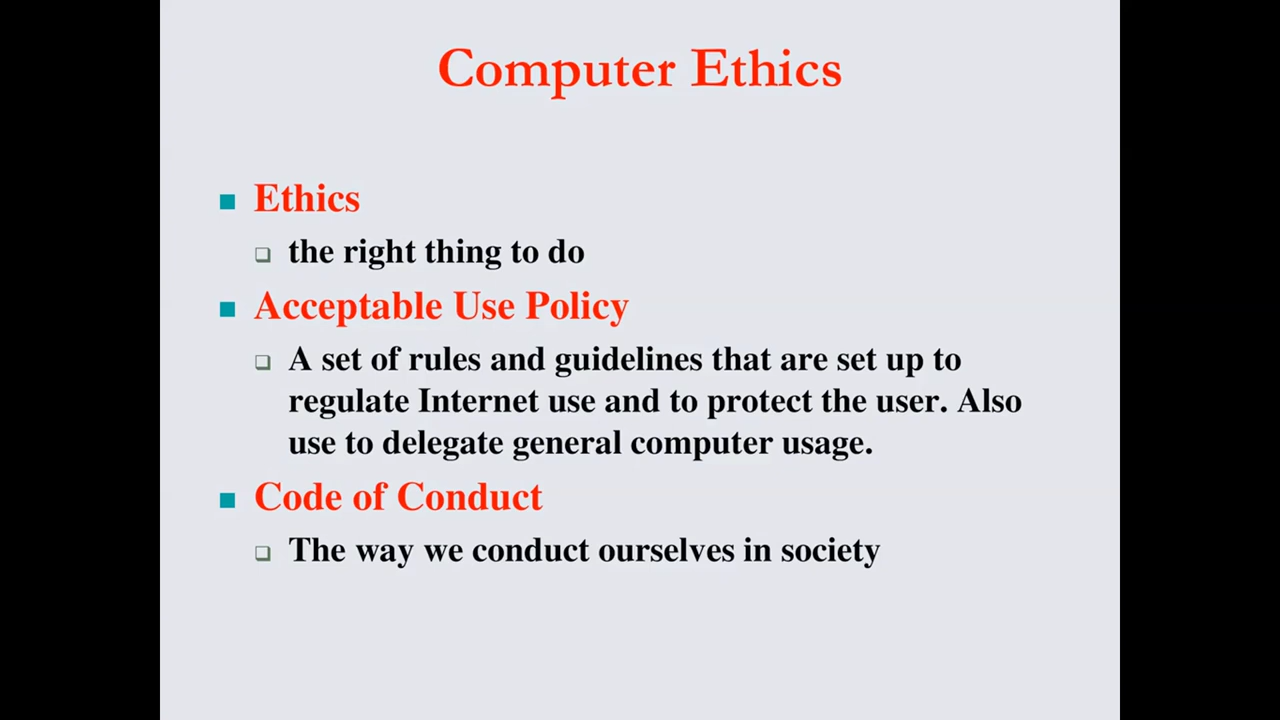 Computer Ethics
Ethics
the right thing to do
Acceptable Use Policy
A set of rules and guidelines that are set up to
regulate Internet use and to protect the user. Also
use to delegate general computer usage.
Code of Conduct
The way we conduct ourselves in society